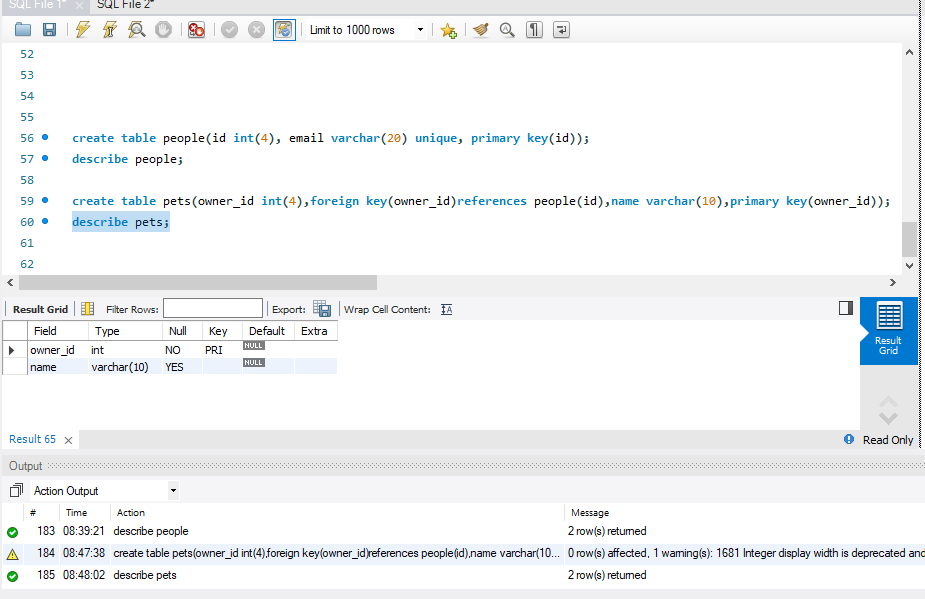 SQL File 1* × SQL File 2*
Limit to 1000 rows
52
53
54
55
56 create table people(id int(4), email varchar(20) unique, primary key(id));
57 describe people;
58
59 create table pets(owner_id int(4),foreign key(owner_id)references people(id),name varchar(10),primary key(owner_id));
60 describe pets;
61
62
Result Grid Filter Rows: Export: Wrap Cell Content:
Field Type Null Key Default Extra
owner_id int NO PRI NULL
name varchar(10) YES NULL
Result
Grid
Result 65 × Read Only
Output
Action Output
# Time Action Message
183 08:39:21 describe people 2 row(s) returned
184 08:47:38 create table pets(owner_id int(4),foreign key(owner_id)references people(id),name varchar(10... 0 row(s) affected, 1 warning(s): 1681 Integer display width is deprecated and
185 08:48:02 describe pets 2 row(s) returned